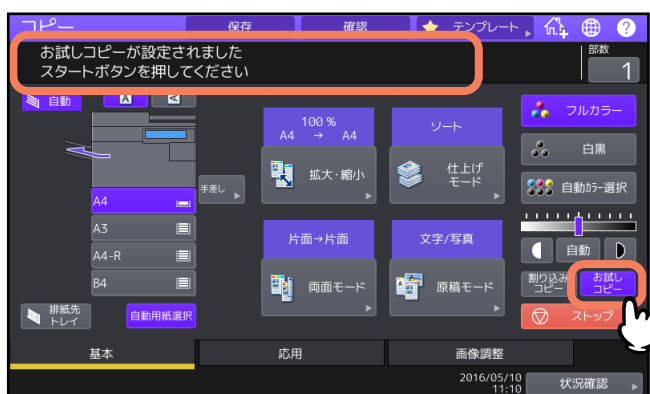 コピー
保存
確認
テンプレート
?
お試しコピーが設定されました
スタートボタンを押してください
部数
1
自動
A
A
100 %
A4 → A4
ソート
フルカラー
拡大・縮小
仕上げ
モード
白黒
手差し
自動カラー選択
A4
A3
A4-R
B4
片面→片面
文字/写真
自動
両面モード
原稿モード
割り込み
コピー
お試し
コピー
排紙先
トレイ
自動用紙選択
ストップ
基本
応用
画像調整
2016/05/10
11:10
状況確認